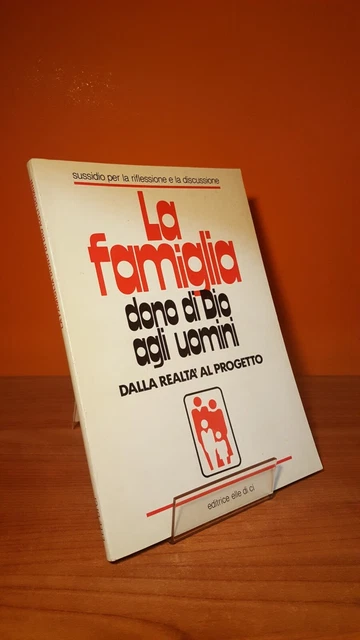 sussidio per la riflessione e la discussione
La
famiglia
dono di Dio
agli uomini
DALLA REALTA' AL PROGETTO
editrice elle di ci